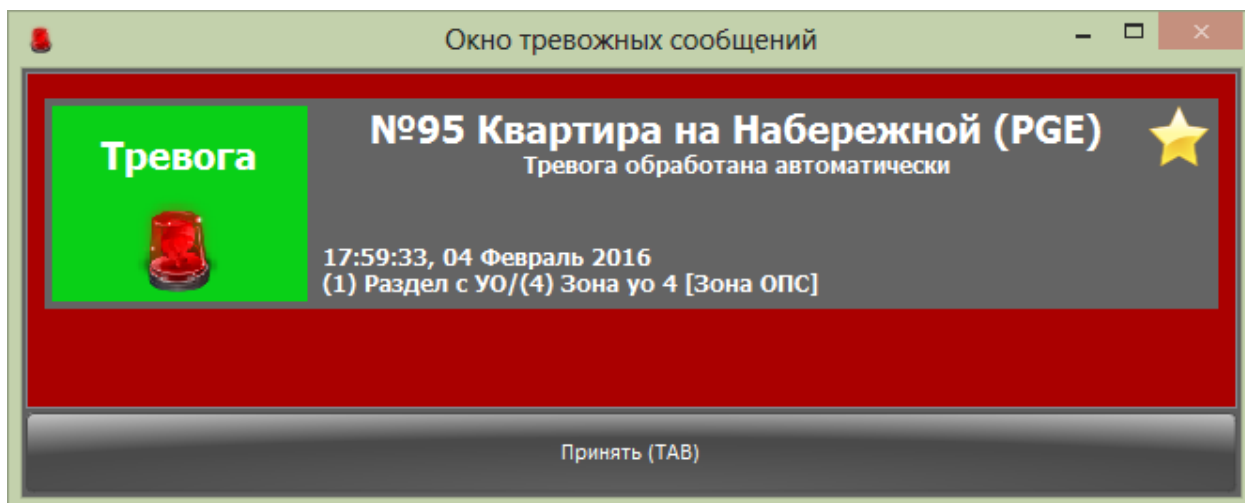 Окно тревожных сообщений
Тревога
№95 Квартира на Набережной (PGE)
Тревога обработана автоматически
17:59:33, 04 Февраль 2016
(1) Раздел с УО/(4) Зона уо 4 [Зона ОПС]
Принять (TAB)